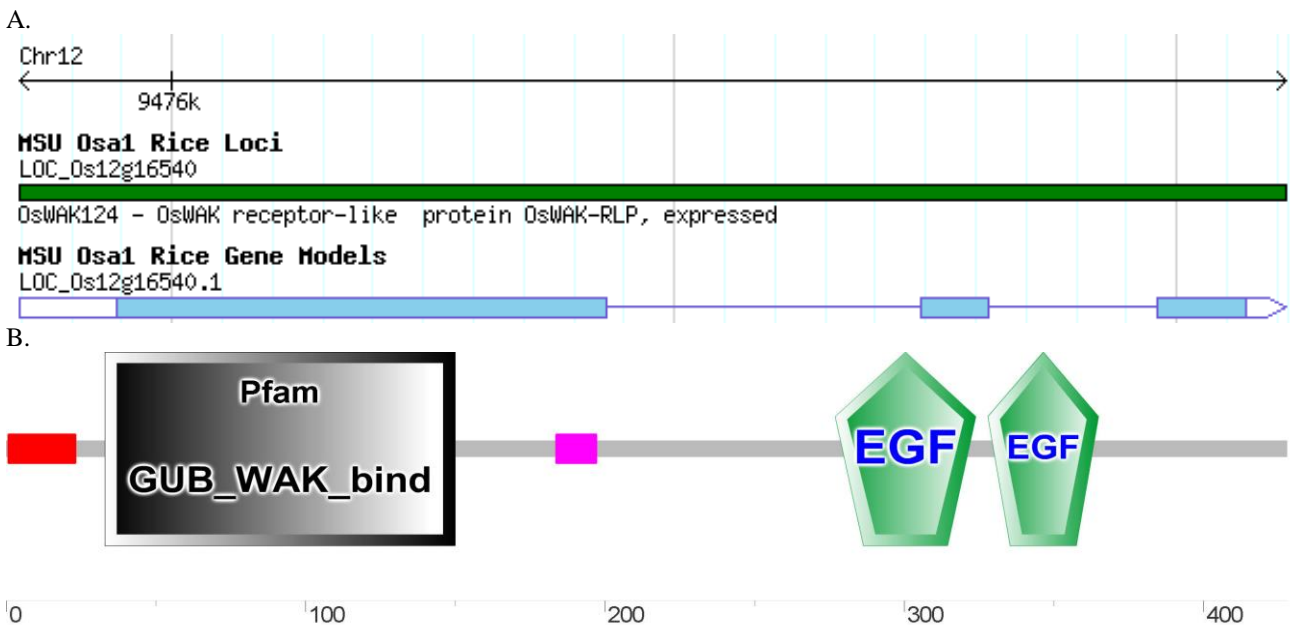 A.
Chr12
9476k
MSU Osa1 Rice Loci
LOC_Os12g16540
OsWAK124 - OsWAK receptor-like  protein OsWAK-RLP, expressed
MSU Osa1 Rice Gene Models
LOC_Os12g16540.1
B.
Pfam
GUB_WAK_bind
EGF EGF
0 100 200 300 400